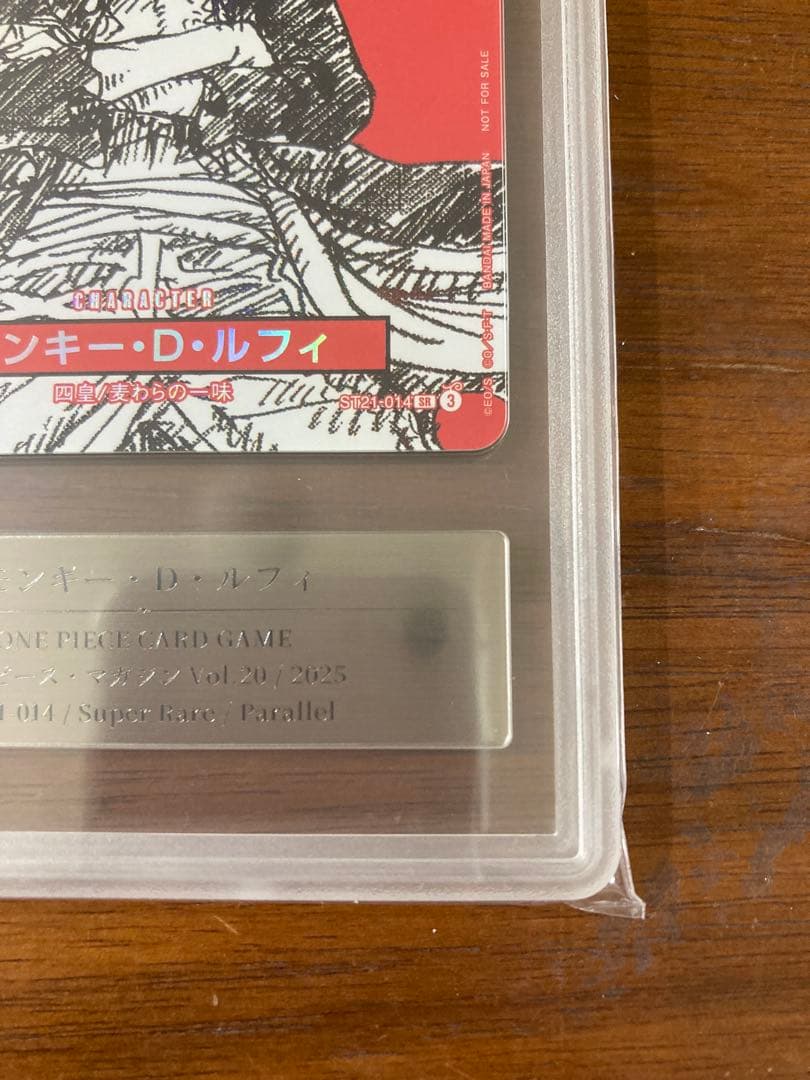 CHARACTER
ンキー・D・ルフィ
四皇/麦わらの一味
ST21-014 SR 3
©EO/S ©O/S・F・T BANDAI MADE IN JAPAN NOT FOR SALE
モンキー・D・ルフィ
ONE PIECE CARD GAME
ピース・マガジン Vol.20 / 2025
1-014 / Super Rare / Parallel